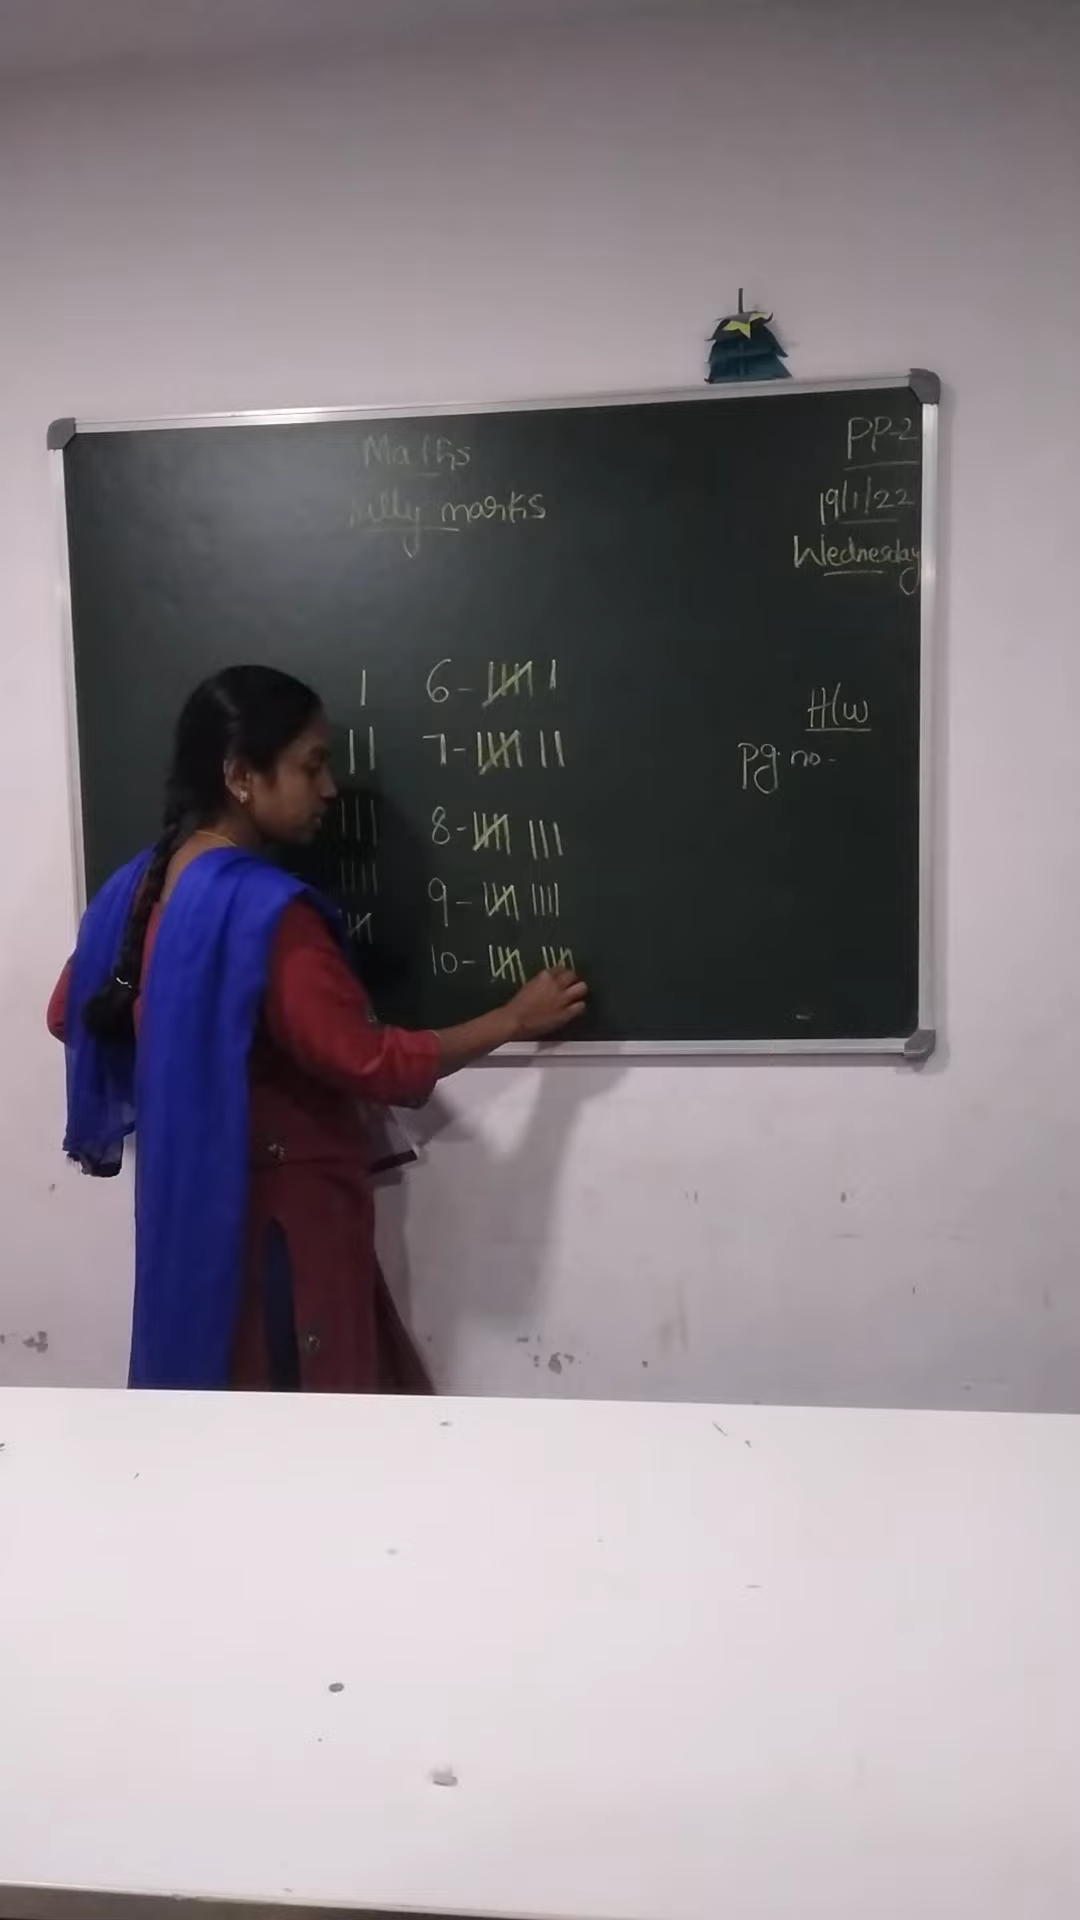 Maths
Tally marks
PP-2
19/1/22
Wednesday
6 -
7 -
8 -
9 -
10 -
H/w
Pg. no -